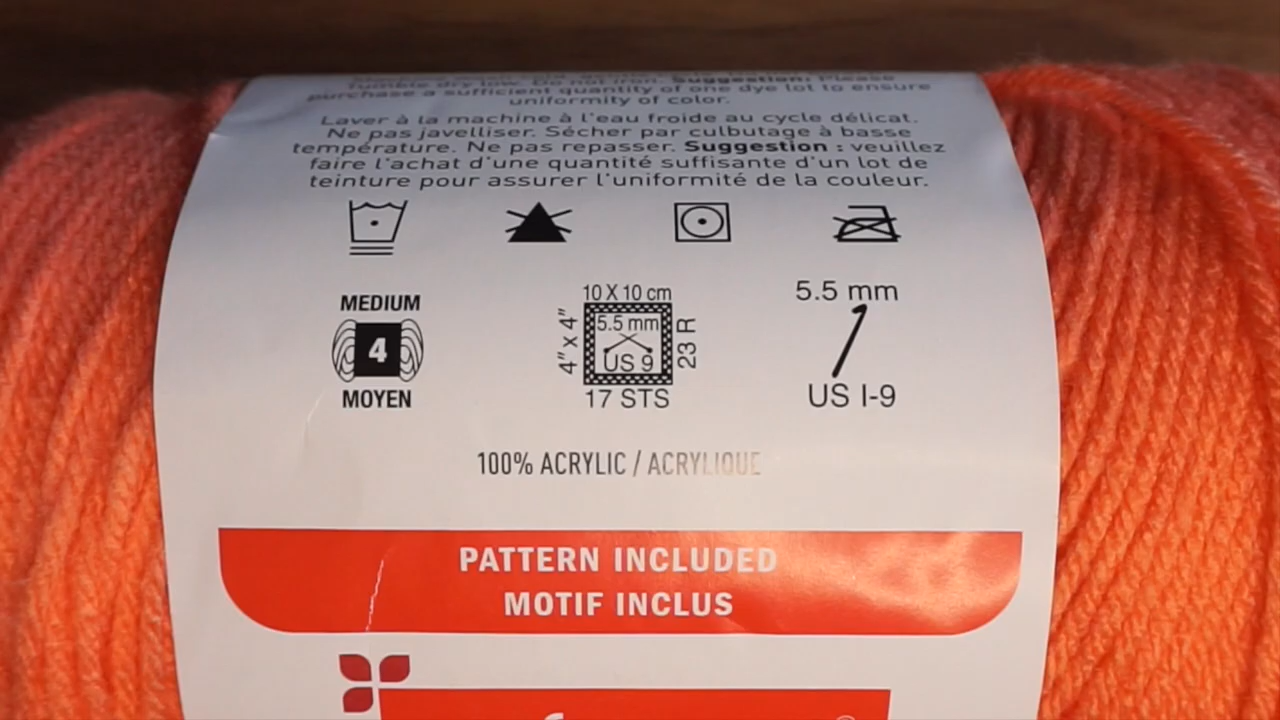 Tumble dry low. Do not iron. Suggestion: Please
purchase a sufficient quantity of one dye lot to ensure
uniformity of color.
Laver à la machine à l'eau froide au cycle délicat.
Ne pas javelliser. Sécher par culbutage à basse
température. Ne pas repasser. Suggestion : veuillez
faire l'achat d'une quantité suffisante d'un lot de
teinture pour assurer l'uniformité de la couleur.
MEDIUM
4
MOYEN
10 X 10 cm
4" x 4"
5.5 mm
US 9
23 R
17 STS
5.5 mm
US I-9
100% ACRYLIC / ACRYLIQUE
PATTERN INCLUDED
MOTIF INCLUS